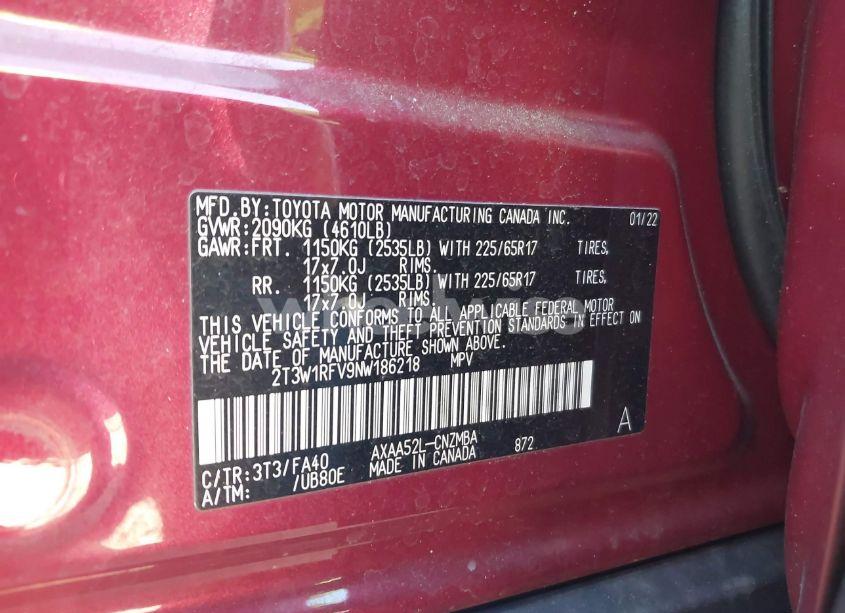 MFD.BY:TOYOTA MOTOR MANUFACTURING CANADA INC. 01/22
GVWR:2090KG (4610LB)
GAWR:FRT. 1150KG (2535LB) WITH 225/65R17 TIRES,
17x7.0J RIMS.
RR. 1150KG (2535LB) WITH 225/65R17 TIRES,
17x7.0J RIMS.
THIS VEHICLE CONFORMS TO ALL APPLICABLE FEDERAL MOTOR
VEHICLE SAFETY AND THEFT PREVENTION STANDARDS IN EFFECT ON
THE DATE OF MANUFACTURE SHOWN ABOVE.
2T3W1RFV9NW186218 MPV
A
C/TR:3T3/FA40 AXAA52L-CNZMBA 872
A/TM: /UB80E MADE IN CANADA